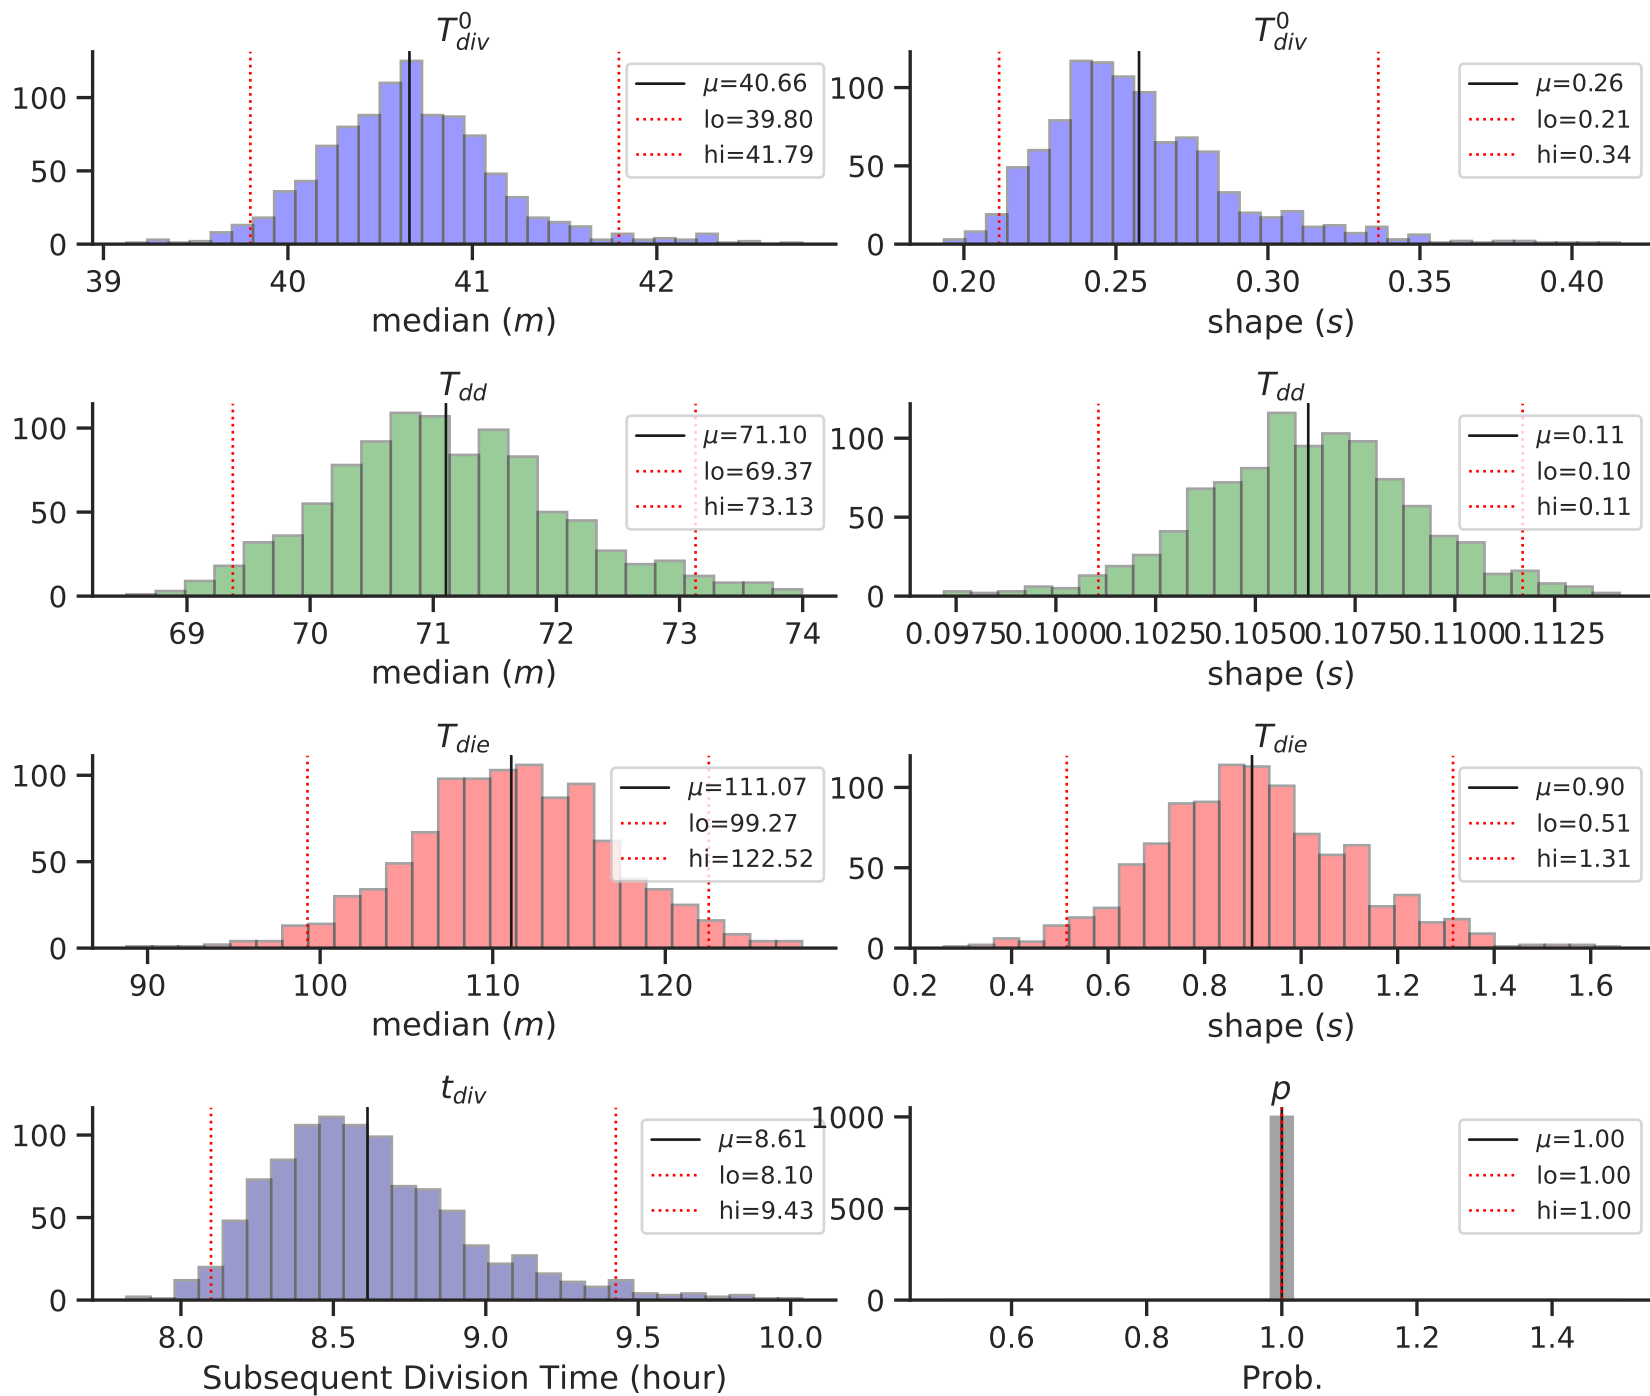 T⁰div
100
50
0
39 40 41 42
median (m)
μ=40.66
lo=39.80
hi=41.79
T⁰div
100
50
0
0.20 0.25 0.30 0.35 0.40
shape (s)
μ=0.26
lo=0.21
hi=0.34
Tdd
100
50
0
69 70 71 72 73 74
median (m)
μ=71.10
lo=69.37
hi=73.13
Tdd
100
50
0
0.0975 0.1000 0.1025 0.1050 0.1075 0.1100 0.1125
shape (s)
μ=0.11
lo=0.10
hi=0.11
Tdie
100
50
0
90 100 110 120
median (m)
μ=111.07
lo=99.27
hi=122.52
Tdie
100
50
0
0.2 0.4 0.6 0.8 1.0 1.2 1.4 1.6
shape (s)
μ=0.90
lo=0.51
hi=1.31
tdiv
100
50
0
8.0 8.5 9.0 9.5 10.0
Subsequent Division Time (hour)
μ=8.61
lo=8.10
hi=9.43
p
1000
500
0
0.6 0.8 1.0 1.2 1.4
Prob.
μ=1.00
lo=1.00
hi=1.00